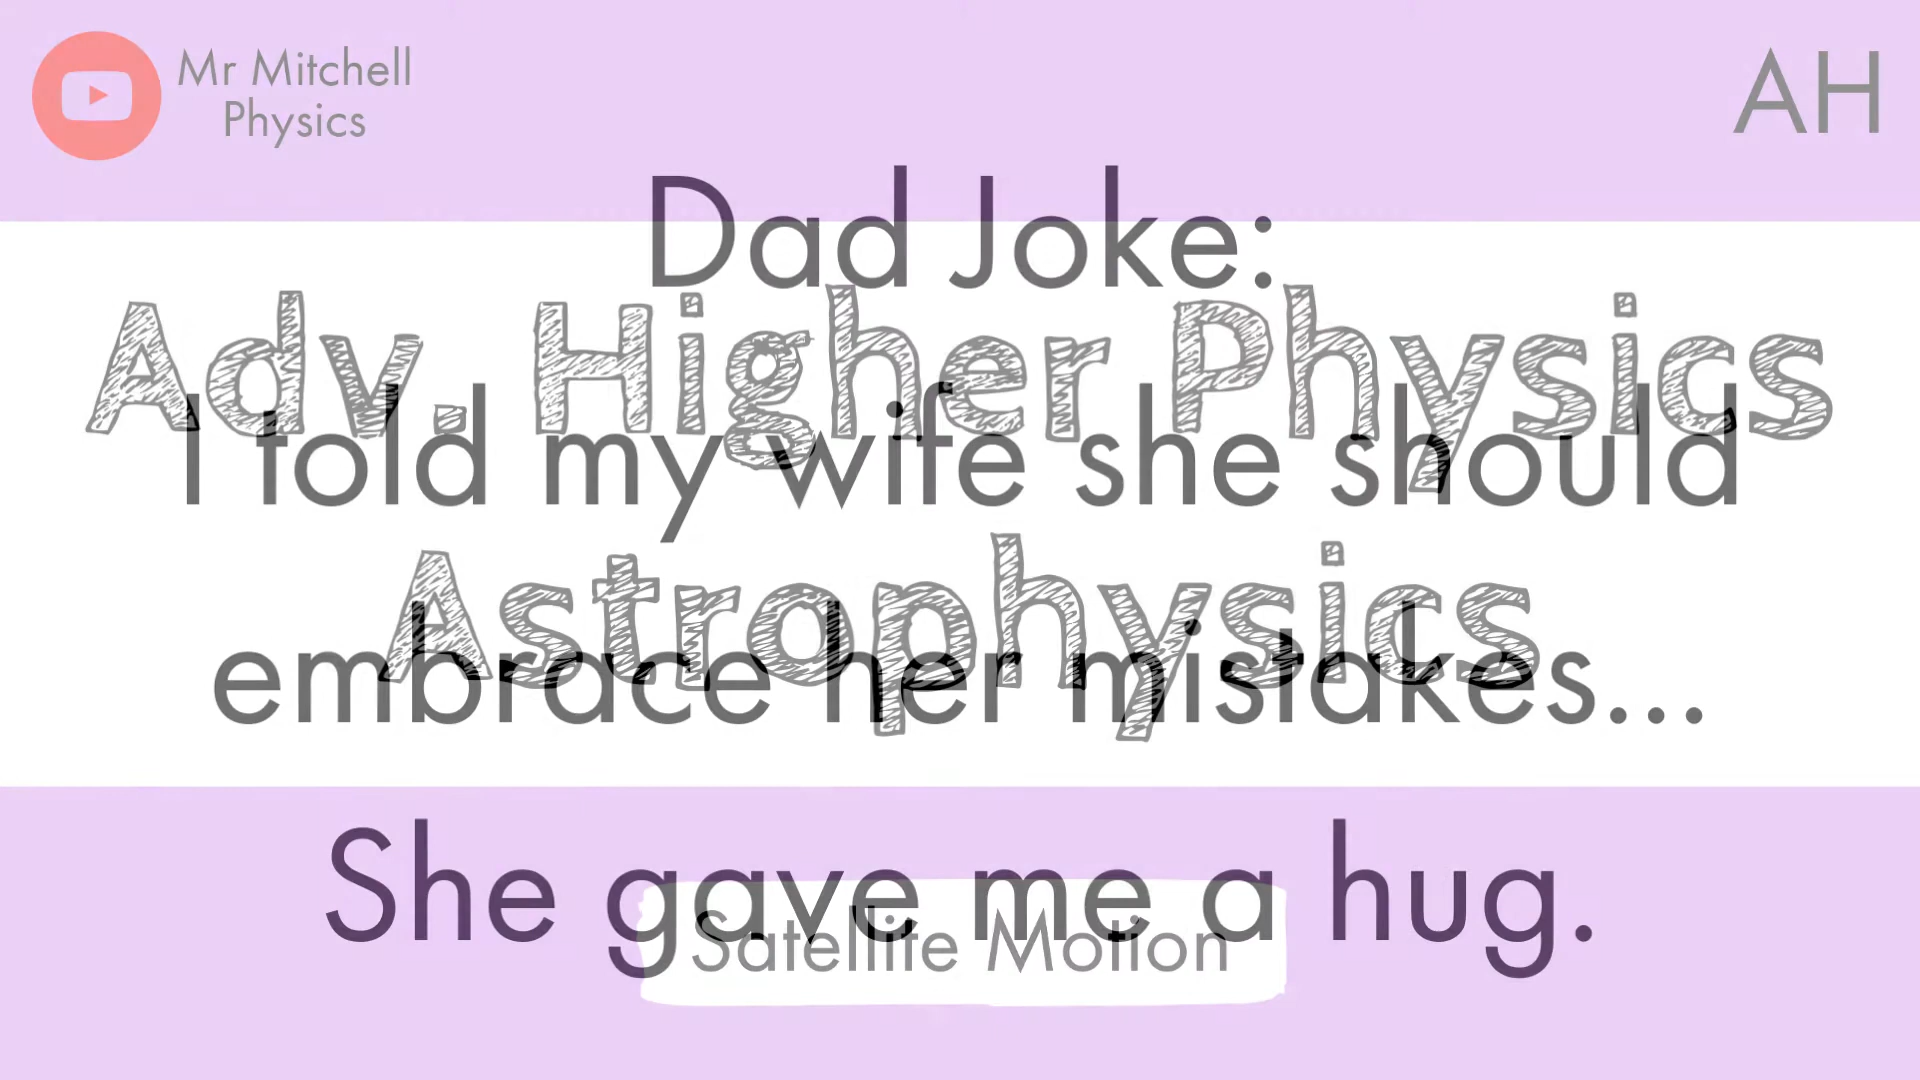 Mr Mitchell
Physics
AH
Dad Joke:
Adv. Higher Physics
I told my wife she should
Astrophysics
embrace her mistakes...
She gave me a hug.
Satellite Motion